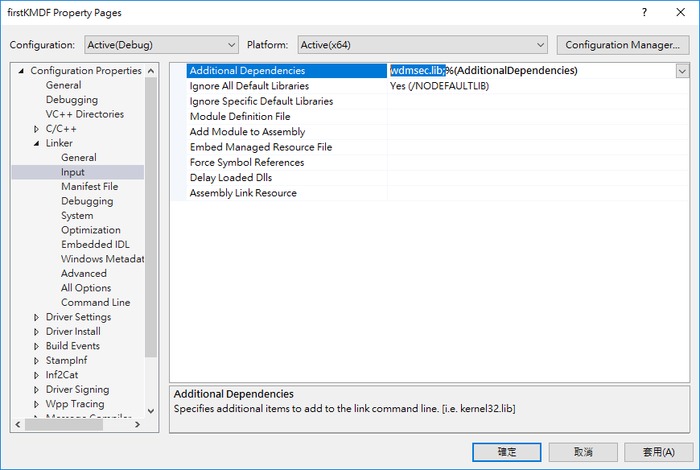 firstKMDF Property Pages
? ×
Configuration: Active(Debug) Platform: Active(x64) Configuration Manager...
Configuration Properties
General
Debugging
VC++ Directories
C/C++
Linker
General
Input
Manifest File
Debugging
System
Optimization
Embedded IDL
Windows Metadat
Advanced
All Options
Command Line
Driver Settings
Driver Install
Build Events
StampInf
Inf2Cat
Driver Signing
Wpp Tracing
Message Compiler
Additional Dependencies wdmsec.lib;%(AdditionalDependencies)
Ignore All Default Libraries Yes (/NODEFAULTLIB)
Ignore Specific Default Libraries
Module Definition File
Add Module to Assembly
Embed Managed Resource File
Force Symbol References
Delay Loaded Dlls
Assembly Link Resource
Additional Dependencies
Specifies additional items to add to the link command line. [i.e. kernel32.lib]
確定 取消 套用(A)